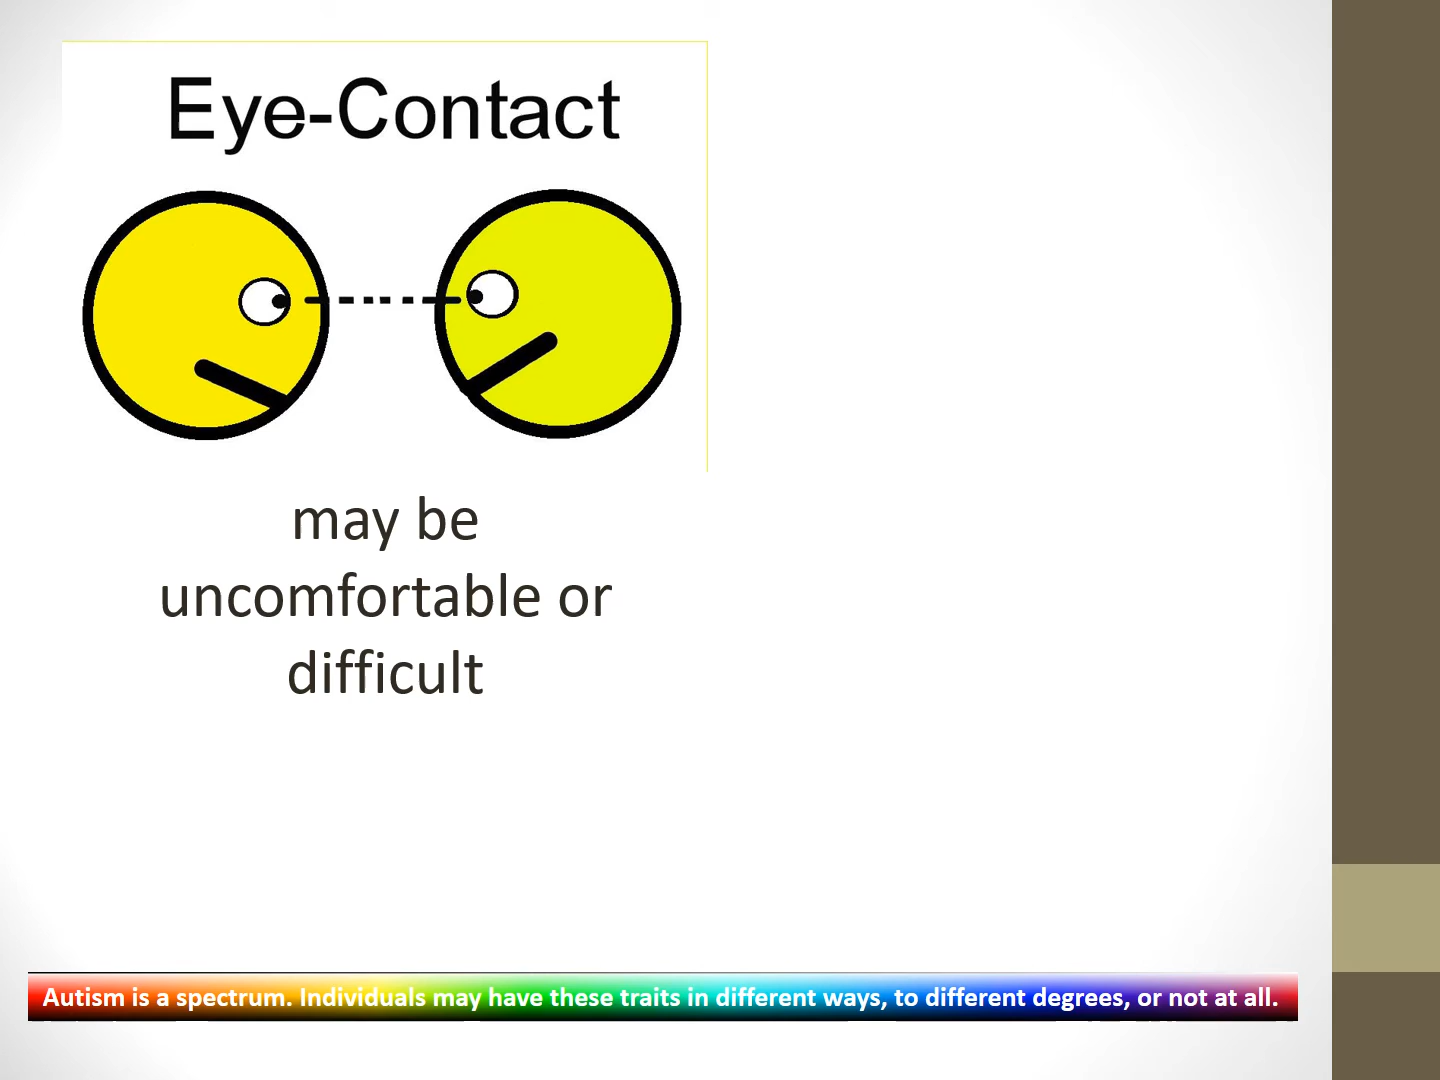 Eye-Contact
may be
uncomfortable or
difficult
Autism is a spectrum. Individuals may have these traits in different ways, to different degrees, or not at all.